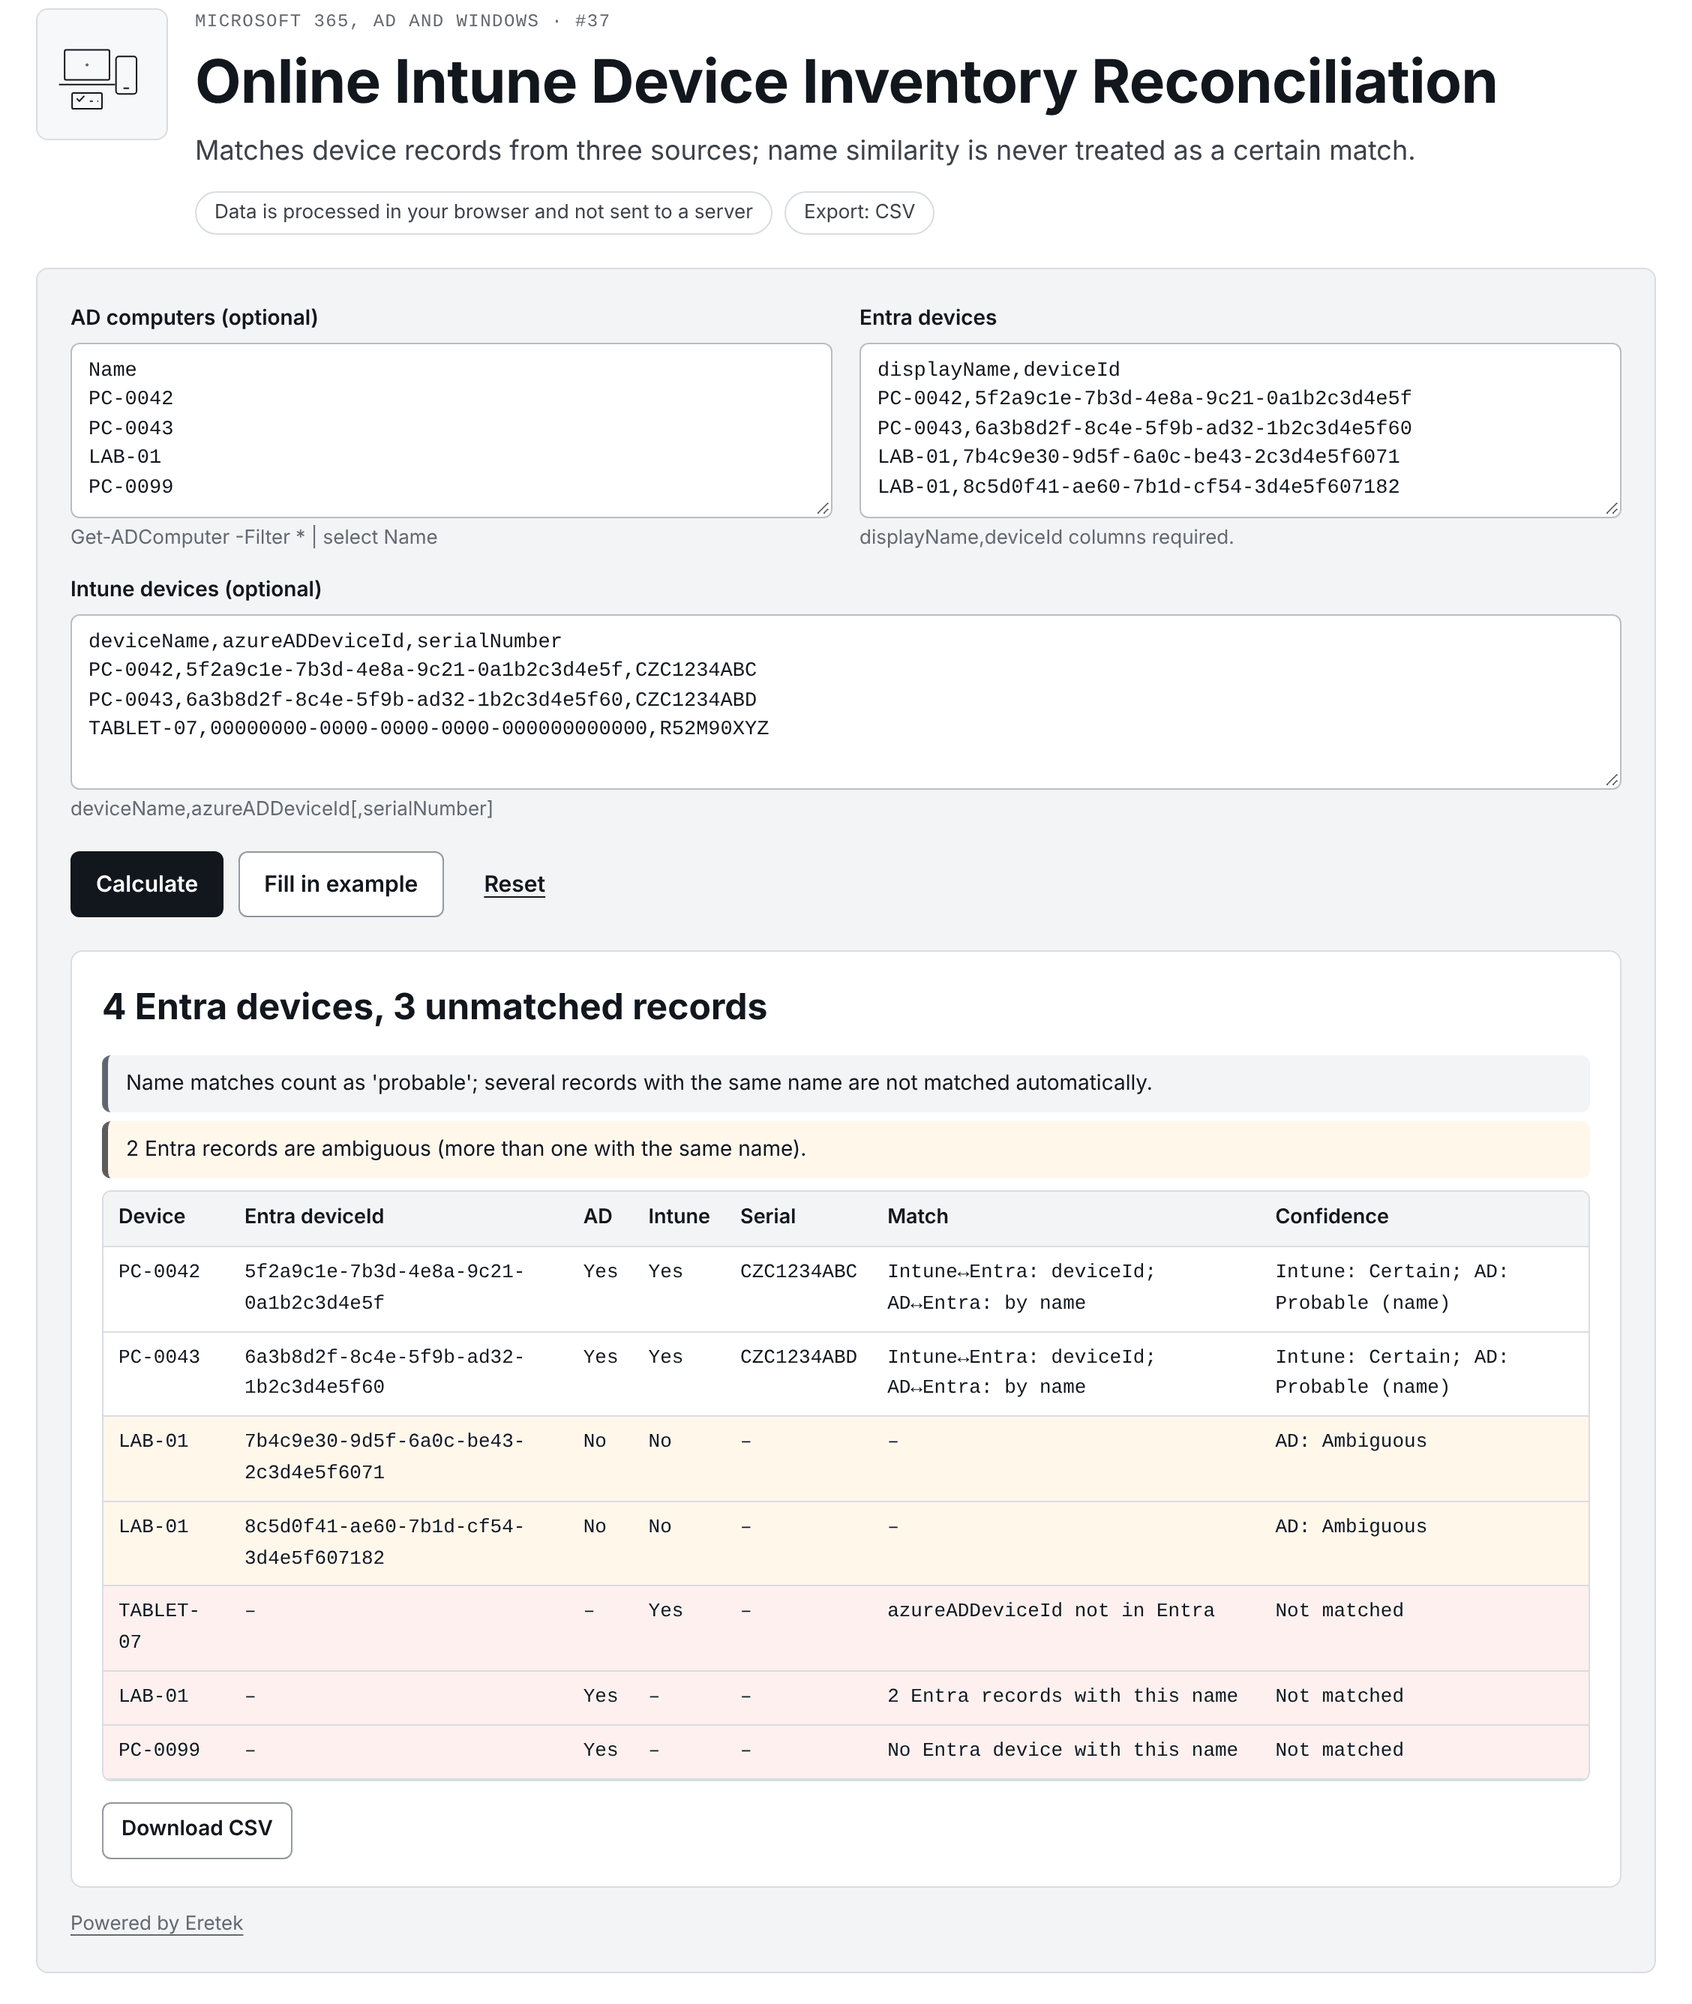 MICROSOFT 365, AD AND WINDOWS · #37
Online Intune Device Inventory Reconciliation
Matches device records from three sources; name similarity is never treated as a certain match.
Data is processed in your browser and not sent to a server
Export: CSV
AD computers (optional)
Name
PC-0042
PC-0043
LAB-01
PC-0099
Get-ADComputer -Filter * | select Name
Entra devices
displayName,deviceId
PC-0042,5f2a9c1e-7b3d-4e8a-9c21-0a1b2c3d4e5f
PC-0043,6a3b8d2f-8c4e-5f9b-ad32-1b2c3d4e5f60
LAB-01,7b4c9e30-9d5f-6a0c-be43-2c3d4e5f6071
LAB-01,8c5d0f41-ae60-7b1d-cf54-3d4e5f607182
displayName,deviceId columns required.
Intune devices (optional)
deviceName,azureADDeviceId,serialNumber
PC-0042,5f2a9c1e-7b3d-4e8a-9c21-0a1b2c3d4e5f,CZC1234ABC
PC-0043,6a3b8d2f-8c4e-5f9b-ad32-1b2c3d4e5f60,CZC1234ABD
TABLET-07,00000000-0000-0000-0000-000000000000,R52M90XYZ
deviceName,azureADDeviceId[,serialNumber]
Calculate
Fill in example
Reset
4 Entra devices, 3 unmatched records
Name matches count as 'probable'; several records with the same name are not matched automatically.
2 Entra records are ambiguous (more than one with the same name).
Device Entra deviceId AD Intune Serial Match Confidence
PC-0042 5f2a9c1e-7b3d-4e8a-9c21- Yes Yes CZC1234ABC Intune↔Entra: deviceId; Intune: Certain; AD:
0a1b2c3d4e5f AD↔Entra: by name Probable (name)
PC-0043 6a3b8d2f-8c4e-5f9b-ad32- Yes Yes CZC1234ABD Intune↔Entra: deviceId; Intune: Certain; AD:
1b2c3d4e5f60 AD↔Entra: by name Probable (name)
LAB-01 7b4c9e30-9d5f-6a0c-be43- No No – – AD: Ambiguous
2c3d4e5f6071
LAB-01 8c5d0f41-ae60-7b1d-cf54- No No – – AD: Ambiguous
3d4e5f607182
TABLET- – – Yes – azureADDeviceId not in Entra Not matched
07
LAB-01 – Yes – – 2 Entra records with this name Not matched
PC-0099 – Yes – – No Entra device with this name Not matched
Download CSV
Powered by Eretek